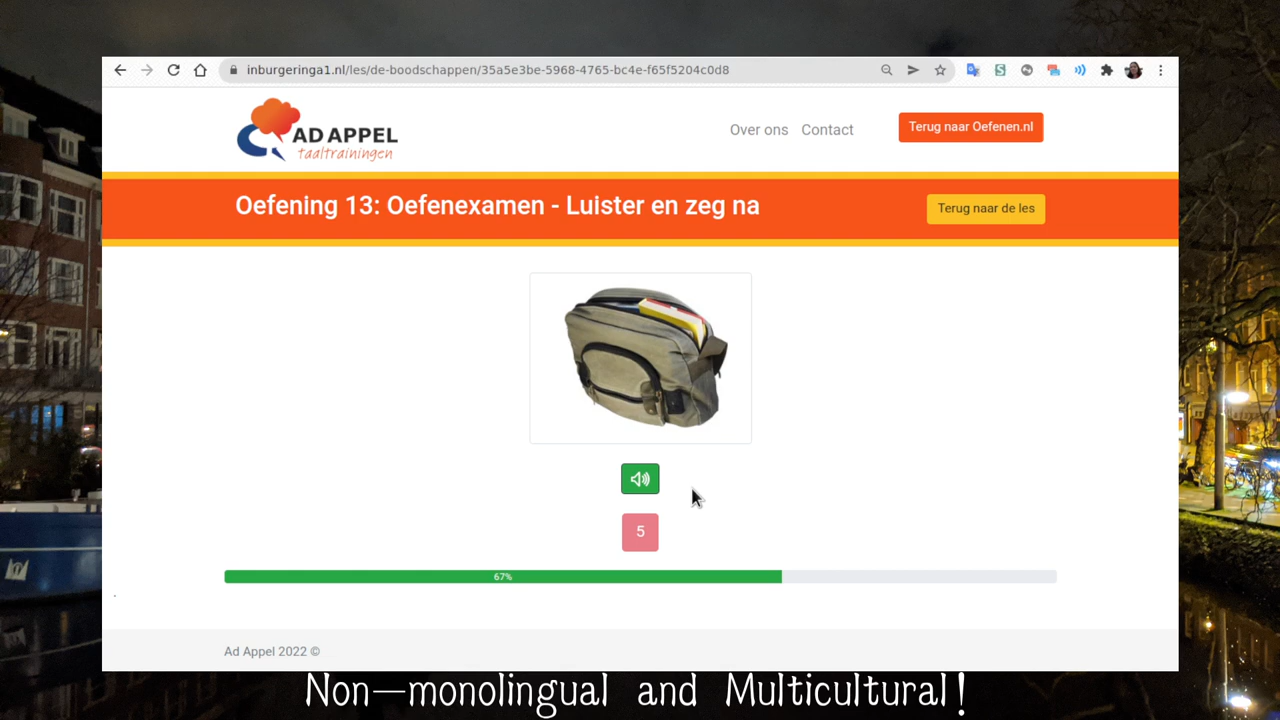 inburgeringa1.nl/les/de-boodschappen/35a5e3be-5968-4765-bc4e-f65f5204c0d8
AD APPEL
taaltrainingen
Over ons
Contact
Terug naar Oefenen.nl
Oefening 13: Oefenexamen - Luister en zeg na
Terug naar de les
5
67%
Ad Appel 2022 ©
Non—monolingual and Multicultural!